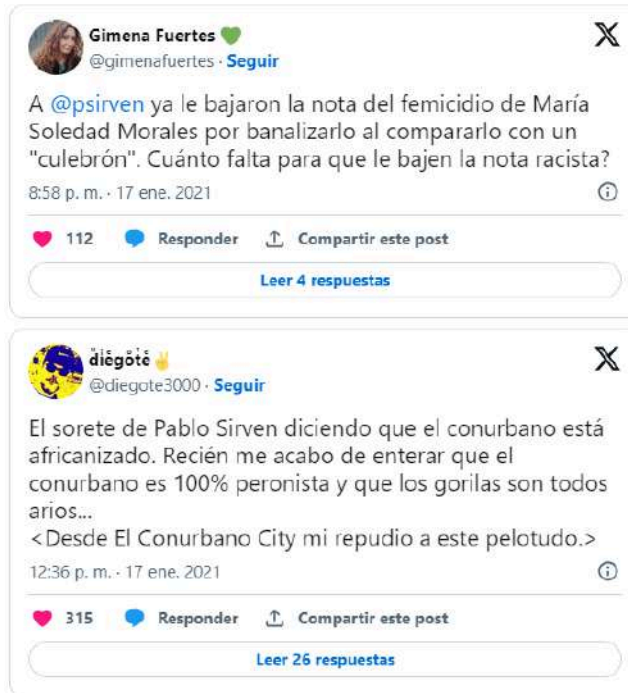 Gimena Fuertes 💚
@gimenafuertes · Seguir
A @psirven ya le bajaron la nota del femicidio de María
Soledad Morales por banalizarlo al compararlo con un
"culebrón". Cuánto falta para que le bajen la nota racista?
8:58 p. m. · 17 ene. 2021
112 Responder Compartir este post
Leer 4 respuestas
diegote ✌
@diegote3000 · Seguir
El sorete de Pablo Sirven diciendo que el conurbano está
africanizado. Recién me acabo de enterar que el
conurbano es 100% peronista y que los gorilas son todos
arios...
<Desde El Conurbano City mi repudio a este pelotudo.>
12:36 p. m. · 17 ene. 2021
315 Responder Compartir este post
Leer 26 respuestas